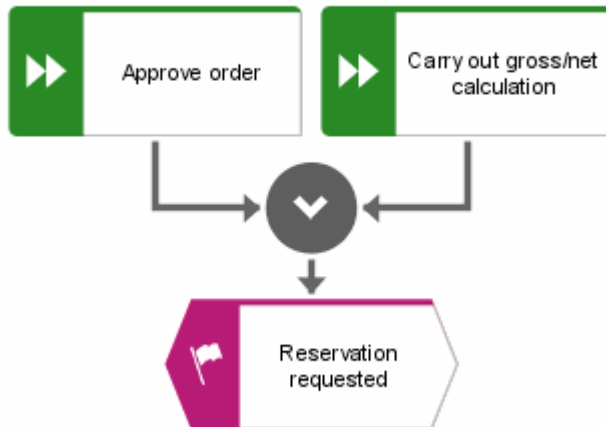 Approve order
Carry out gross/net
calculation
Reservation
requested